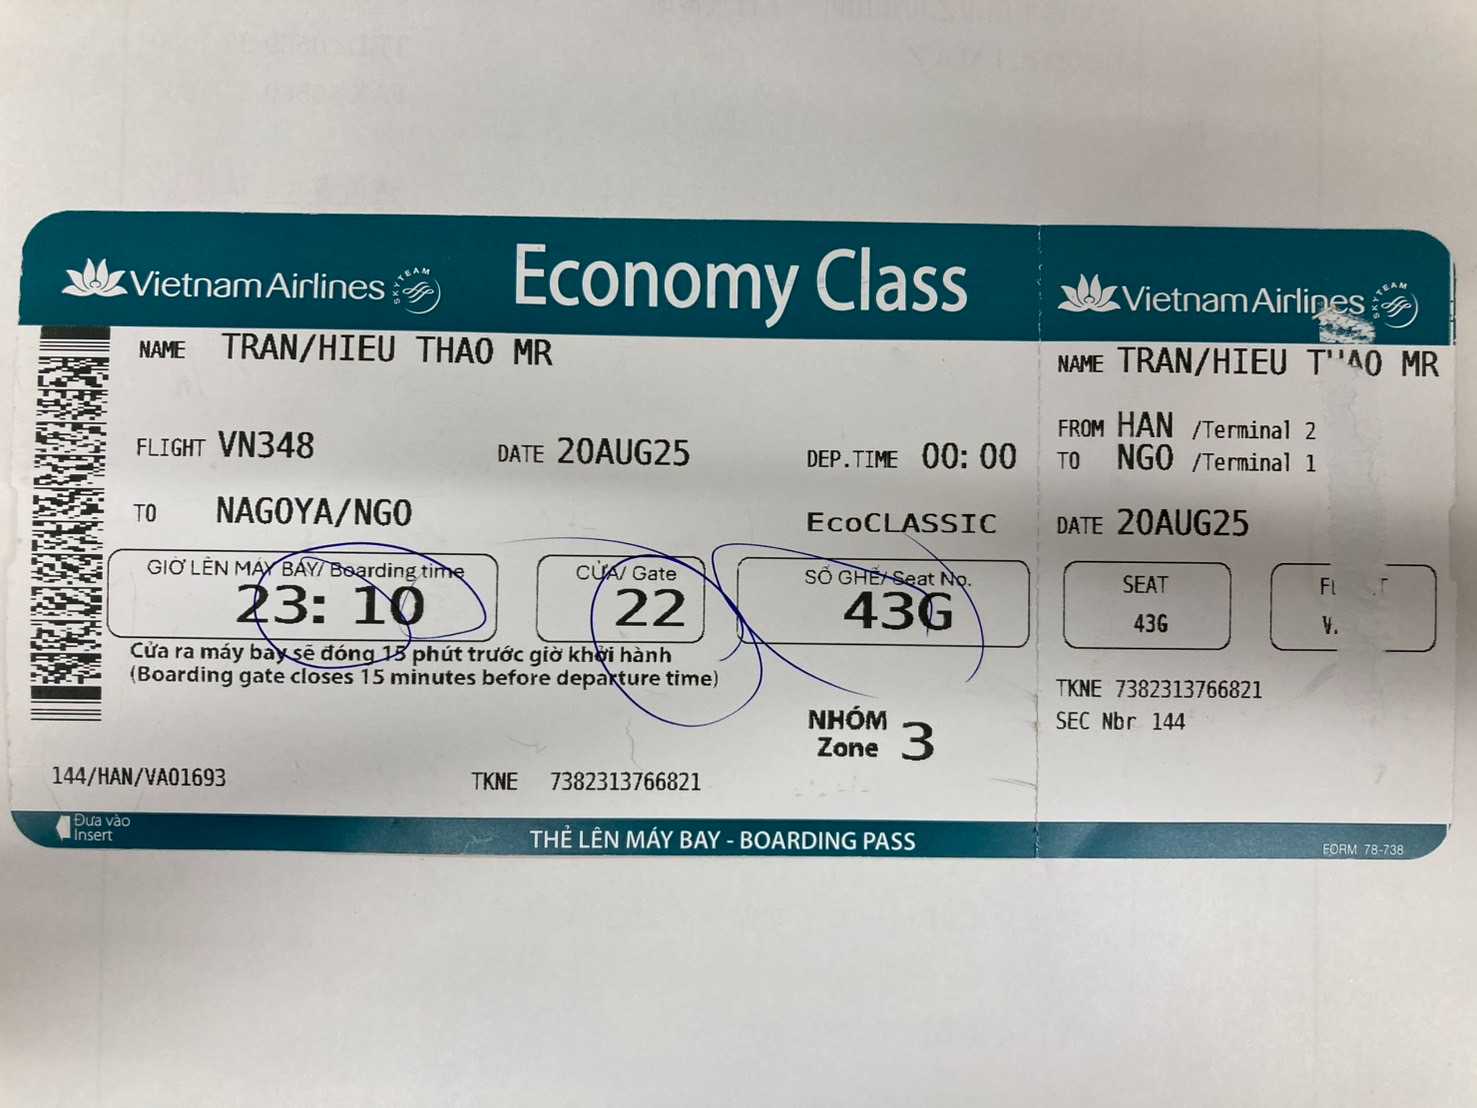 Vietnam Airlines SKYTEAM
Economy Class
NAME TRAN/HIEU THAO MR
FLIGHT VN348 DATE 20AUG25 DEP.TIME 00:00
TO NAGOYA/NGO EcoCLASSIC
GIỜ LÊN MÁY BAY/ Boarding time
23:10
CỬA/ Gate
22
SỐ GHẾ/ Seat No.
43G
Cửa ra máy bay sẽ đóng 15 phút trước giờ khởi hành
(Boarding gate closes 15 minutes before departure time)
NHÓM
Zone 3
144/HAN/VA01693 TKNE 7382313766821
Đưa vào
Insert
THẺ LÊN MÁY BAY - BOARDING PASS
Vietnam Airlines SKYTEAM
NAME TRAN/HIEU MR
FROM HAN /Terminal 2
TO NGO /Terminal 1
DATE 20AUG25
SEAT
43G
TKNE 7382313766821
SEC Nbr 144
FORM 78-738